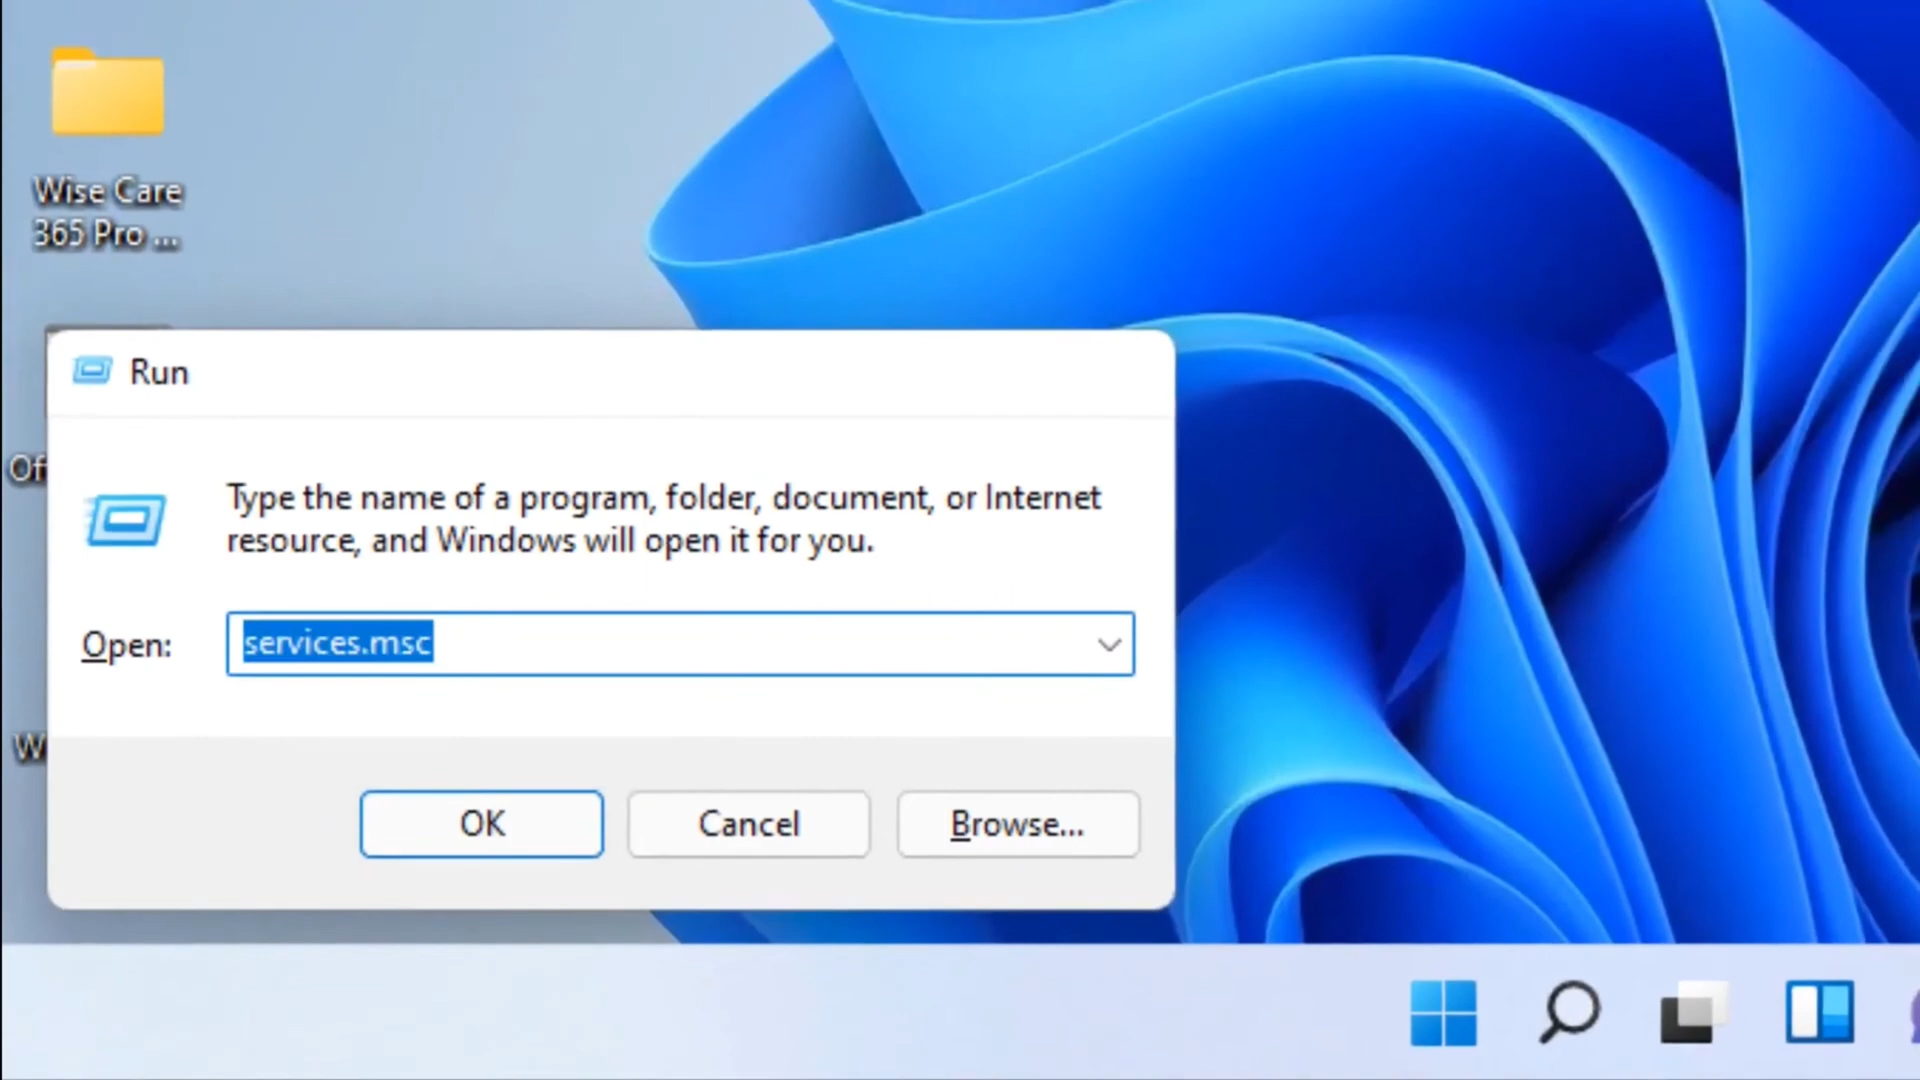 Wise Care
365 Pro ...
Run
Type the name of a program, folder, document, or Internet
resource, and Windows will open it for you.
Open:
services.msc
OK
Cancel
Browse...